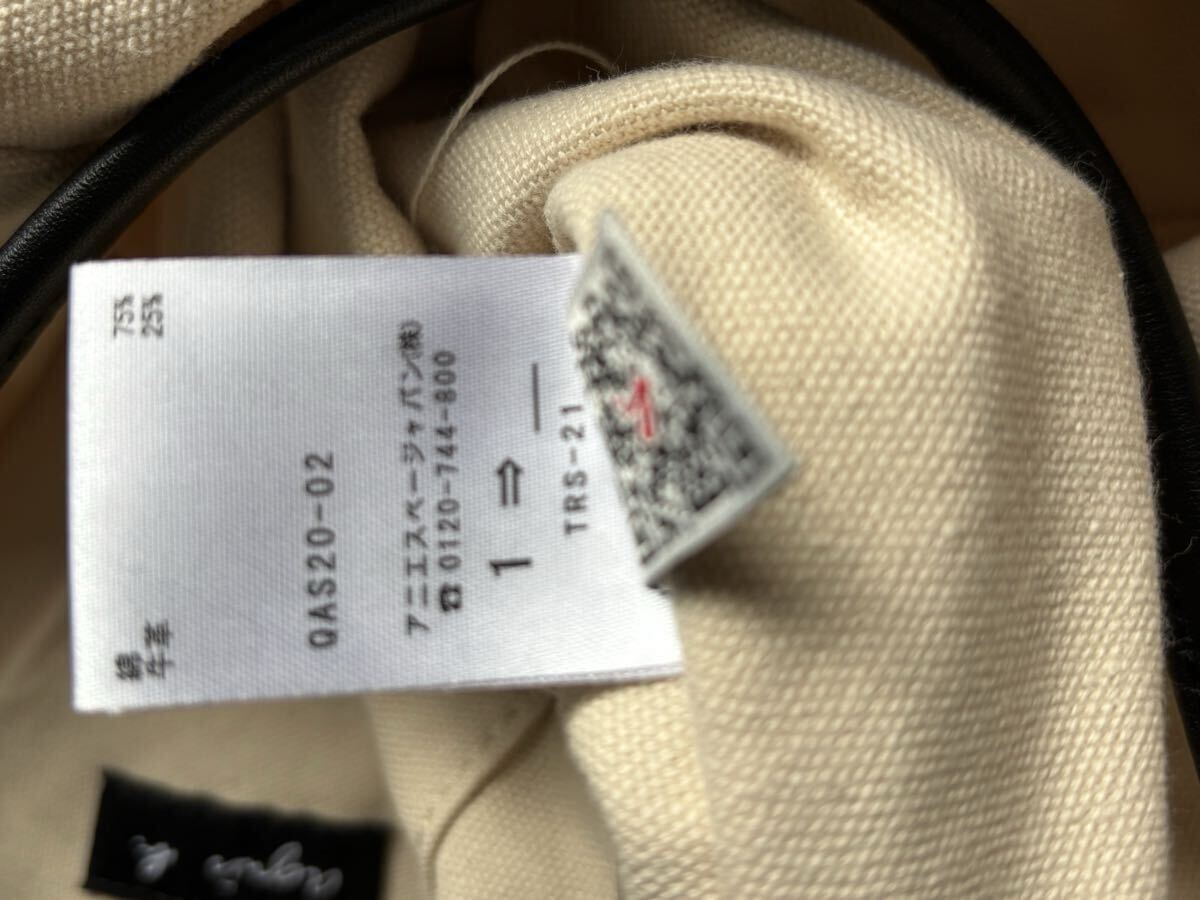 綿 75%
牛革 25%
QAS20-02
アニエスベージャパン(株)
☎0120-744-800
1 ⇒
TRS-21
agnès b.